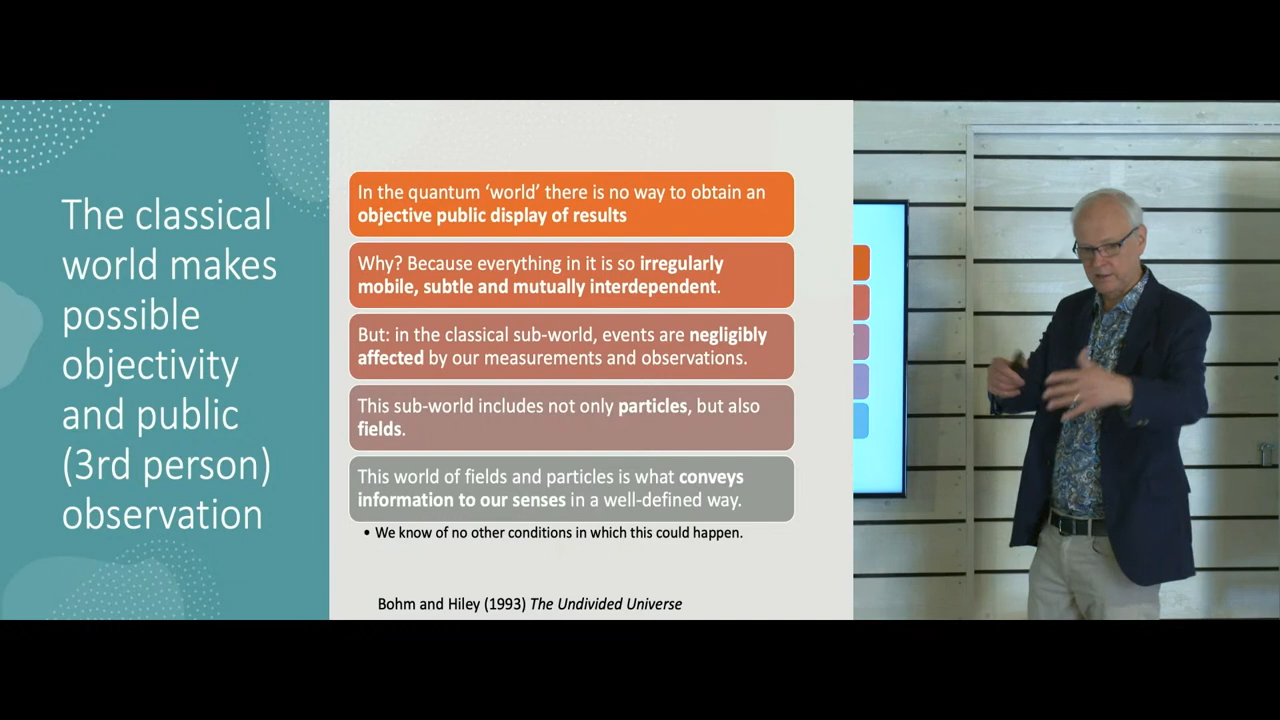 The classical
world makes
possible
objectivity
and public
(3rd person)
observation
In the quantum ‘world’ there is no way to obtain an
objective public display of results
Why? Because everything in it is so irregularly
mobile, subtle and mutually interdependent.
But: in the classical sub-world, events are negligibly
affected by our measurements and observations.
This sub-world includes not only particles, but also
fields.
This world of fields and particles is what conveys
information to our senses in a well-defined way.
• We know of no other conditions in which this could happen.
Bohm and Hiley (1993) The Undivided Universe